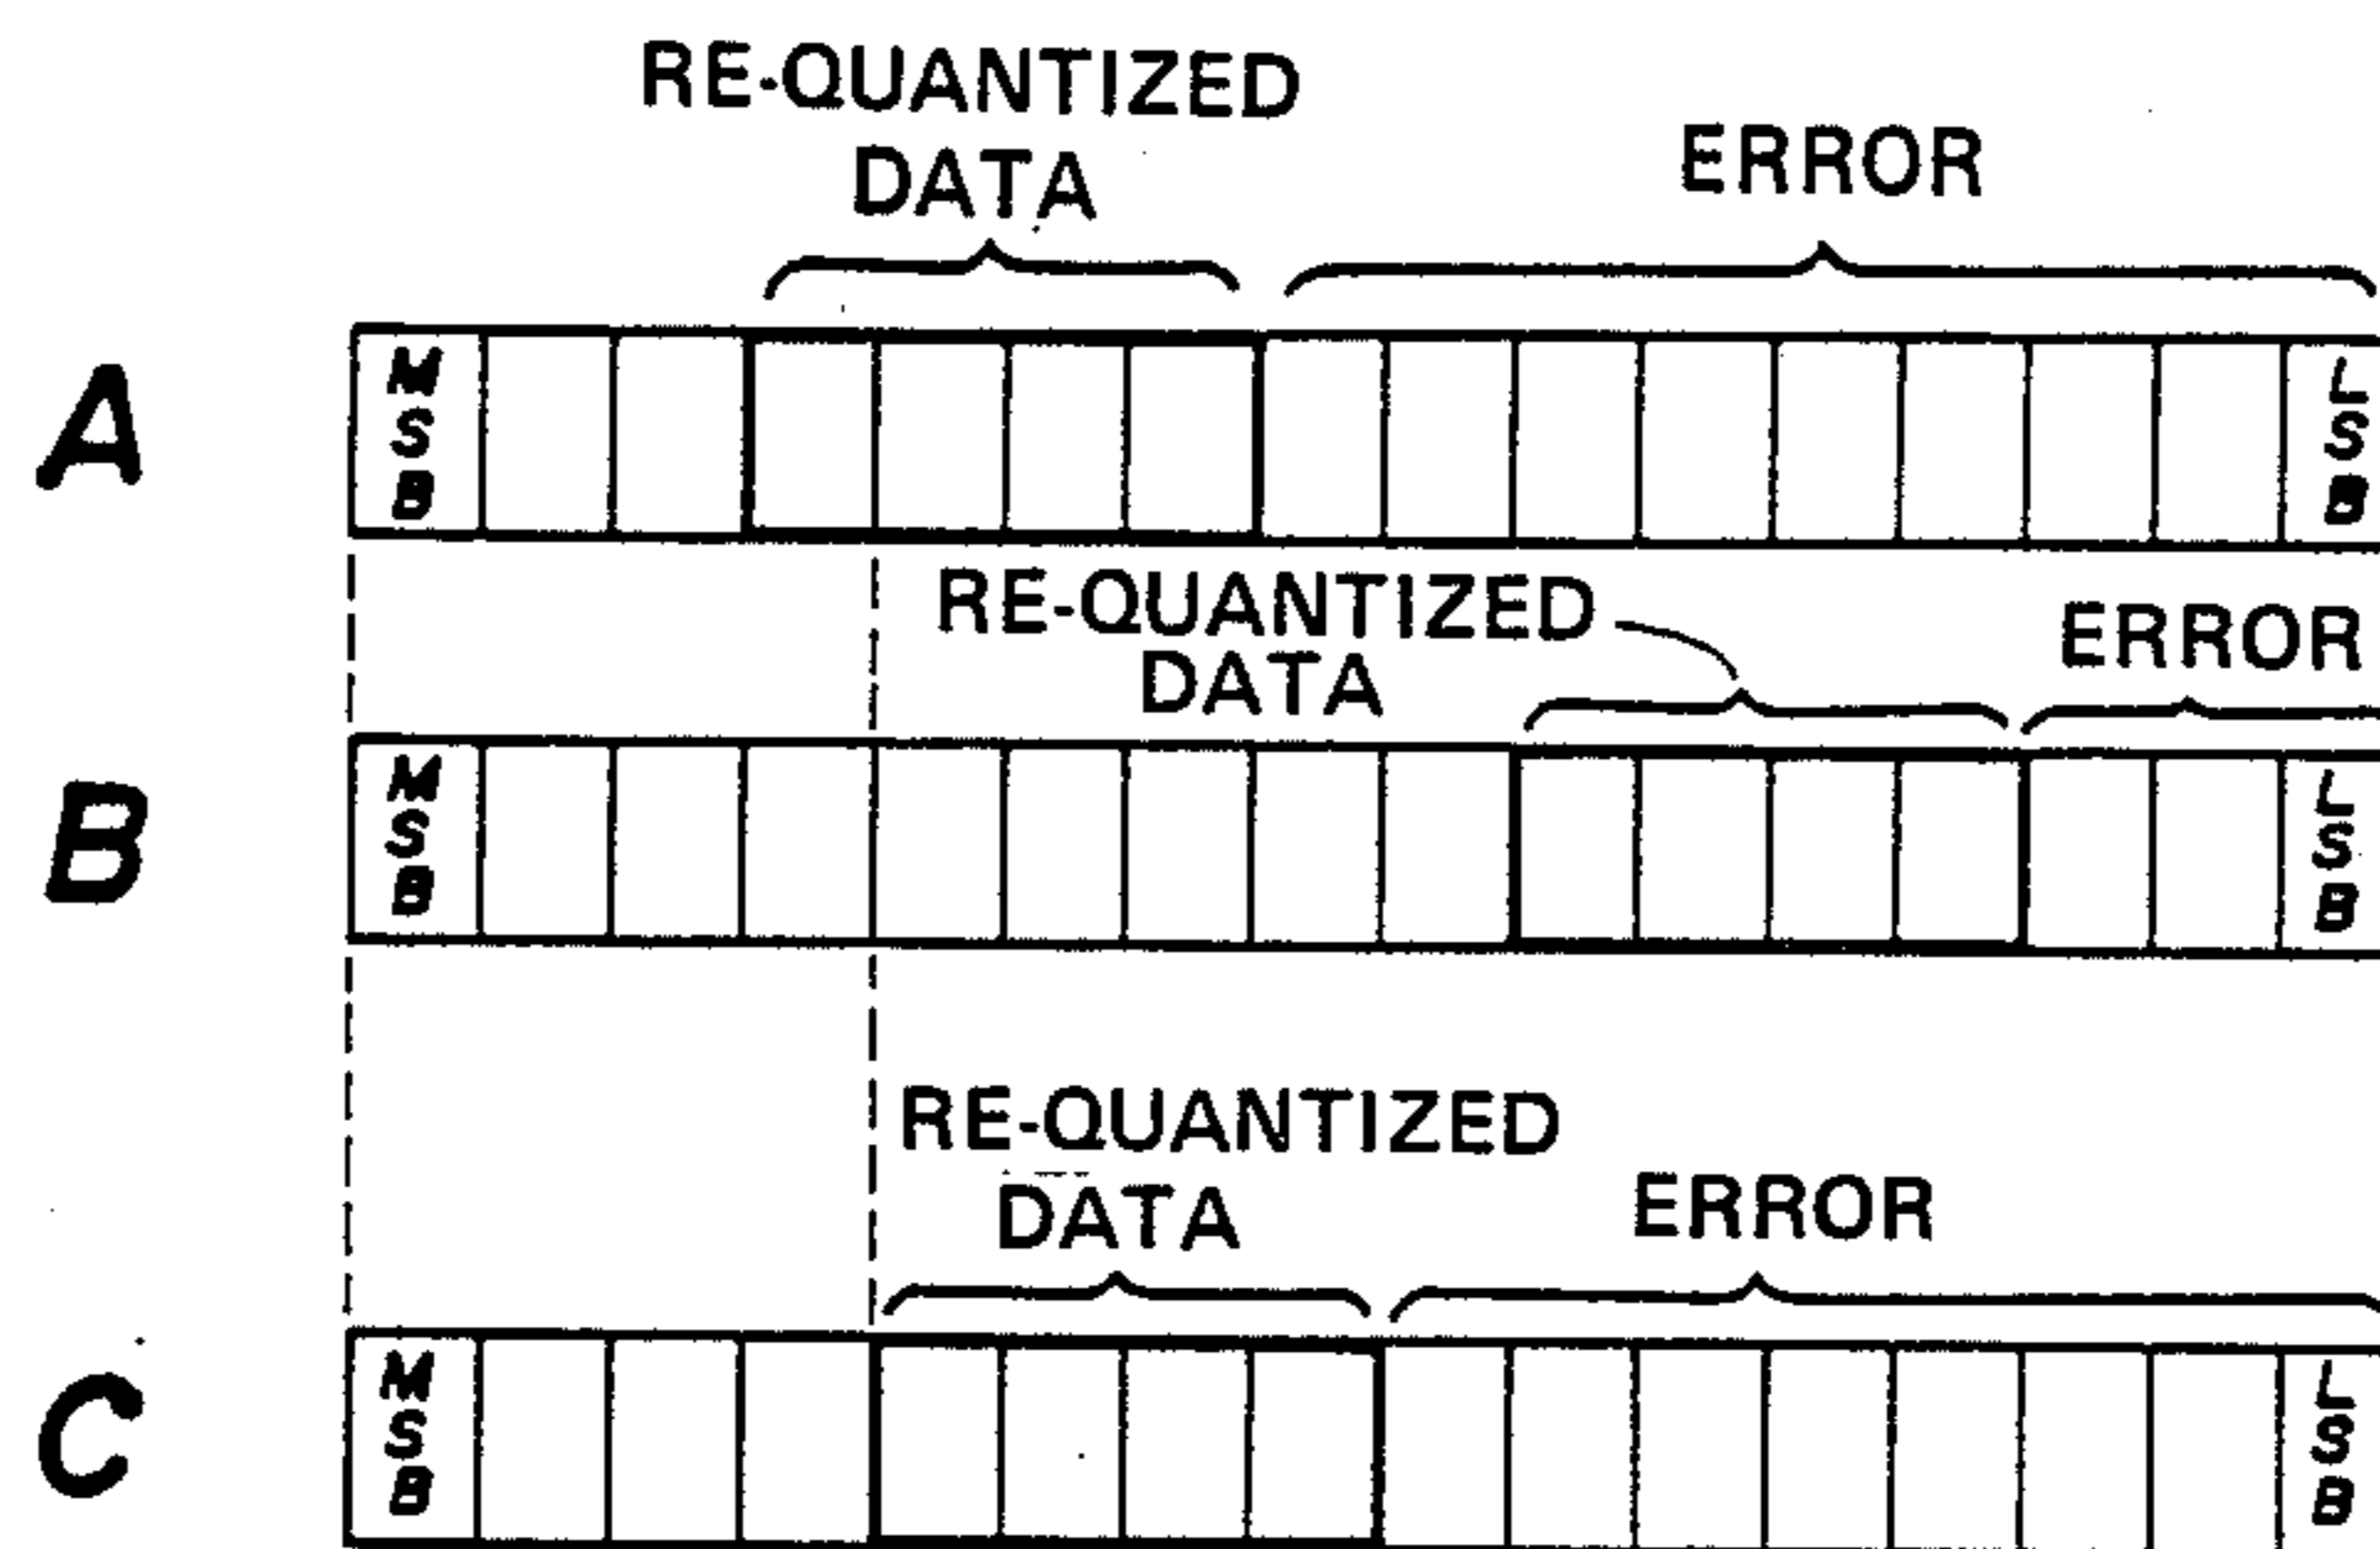 RE-QUANTIZED
DATA
ERROR
A
MSB
LSB
RE-QUANTIZED
DATA
ERROR
B
MSB
LSB
RE-QUANTIZED
DATA
ERROR
C
MSB
LSB